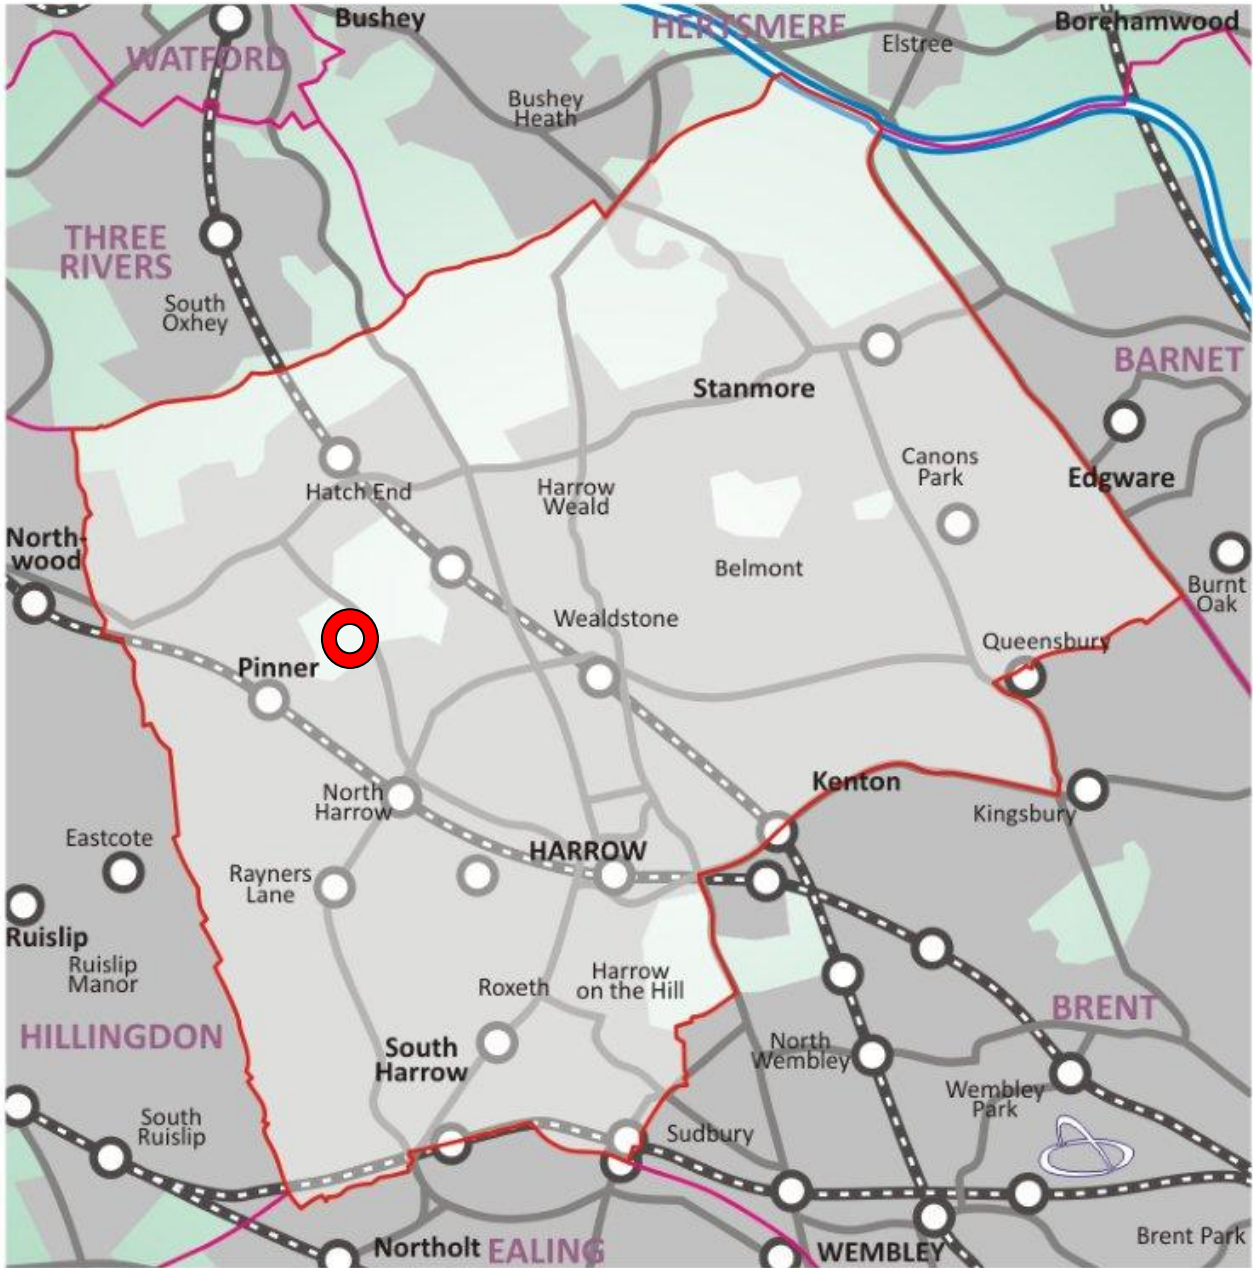 Bushey
HERTSMERE
Borehamwood
Elstree
WATFORD
Bushey
Heath
THREE
RIVERS
South
Oxhey
BARNET
Stanmore
Canons
Park
Edgware
Hatch End
Harrow
Weald
North-
wood
Belmont
Burnt
Oak
Wealdstone
Queensbury
Pinner
Kenton
North
Harrow
Kingsbury
Eastcote
HARROW
Rayners
Lane
Ruislip
Ruislip
Manor
Harrow
on the Hill
Roxeth
BRENT
HILLINGDON
South
Harrow
North
Wembley
Wembley
Park
South
Ruislip
Sudbury
Brent Park
Northolt
EALING
WEMBLEY